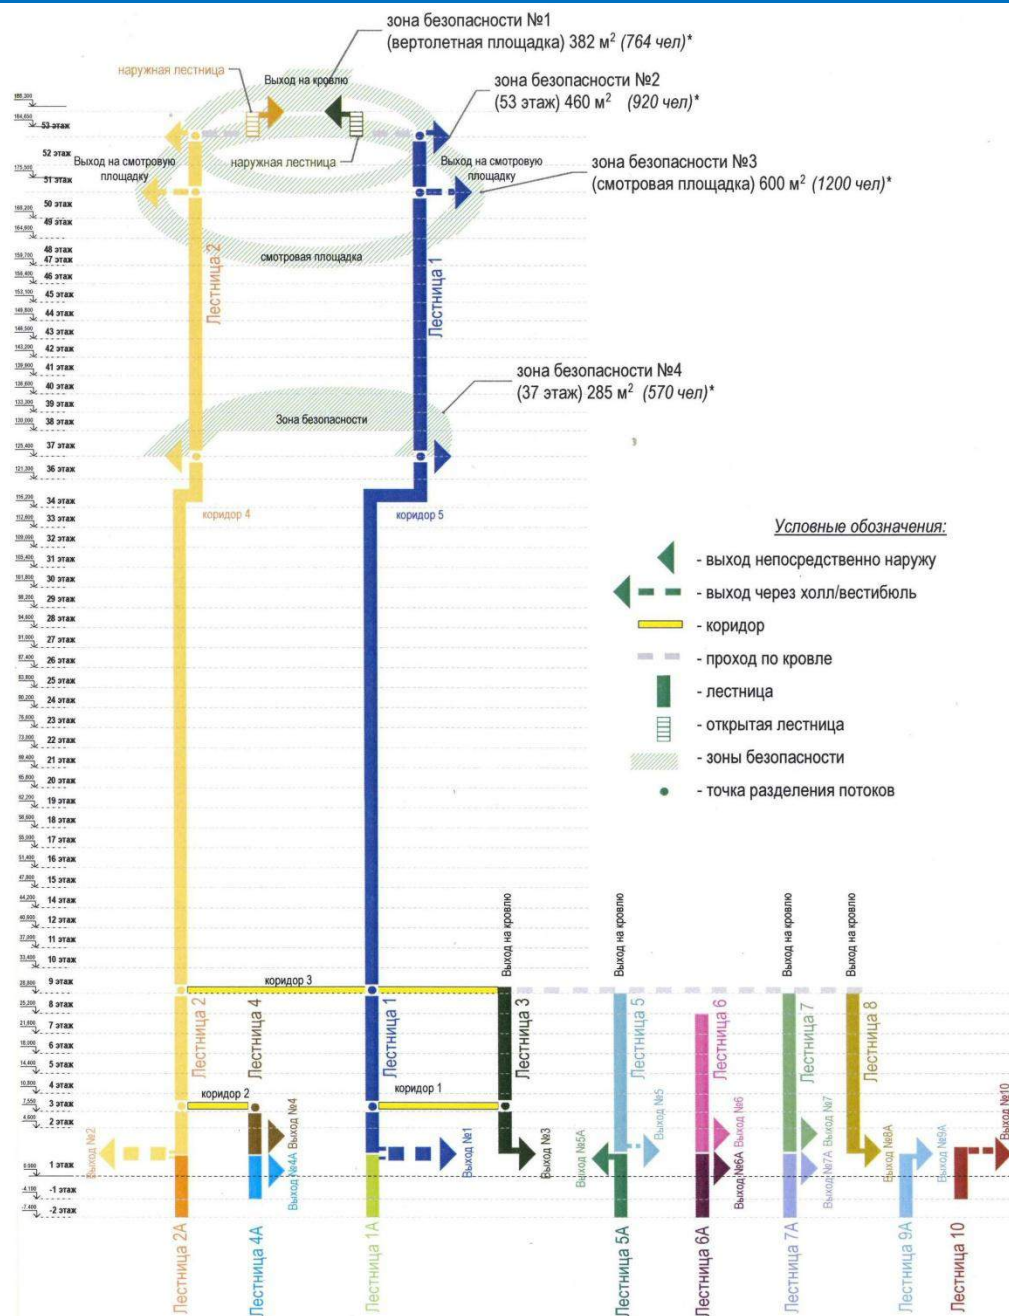 зона безопасности №1
(вертолетная площадка) 382 м² (764 чел)*
наружная лестница
Выход на кровлю
зона безопасности №2
(53 этаж) 460 м² (920 чел)*
53 этаж
52 этаж
наружная лестница
Выход на смотровую
площадку
Выход на смотровую
площадку
зона безопасности №3
(смотровая площадка) 600 м² (1200 чел)*
51 этаж
50 этаж
49 этаж
48 этаж
47 этаж
смотровая площадка
Лестница 2
Лестница 1
46 этаж
45 этаж
44 этаж
43 этаж
42 этаж
41 этаж
40 этаж
39 этаж
38 этаж
37 этаж
36 этаж
зона безопасности №4
(37 этаж) 285 м² (570 чел)*
Зона безопасности
34 этаж
33 этаж
32 этаж
31 этаж
30 этаж
29 этаж
28 этаж
27 этаж
26 этаж
25 этаж
24 этаж
23 этаж
22 этаж
21 этаж
20 этаж
19 этаж
18 этаж
17 этаж
16 этаж
15 этаж
14 этаж
12 этаж
11 этаж
10 этаж
9 этаж
8 этаж
7 этаж
6 этаж
5 этаж
4 этаж
3 этаж
2 этаж
1 этаж
-1 этаж
-2 этаж
коридор 4
коридор 5
Условные обозначения:
- выход непосредственно наружу
- выход через холл/вестибюль
- коридор
- проход по кровле
- лестница
- открытая лестница
- зоны безопасности
- точка разделения потоков
Выход на кровлю
Выход на кровлю
Выход на кровлю
Выход на кровлю
коридор 3
Лестница 2
Лестница 4
Лестница 1
Лестница 3
Лестница 5
Лестница 6
Лестница 7
Лестница 8
коридор 2
коридор 1
Выход №2
Выход №4
Выход №4А
Выход №1
Выход №3
Выход №5А
Выход №5
Выход №6
Выход №6А
Выход №7
Выход №7А
Выход №8А
Выход №9А
Выход №10
Лестница 2А
Лестница 4А
Лестница 1А
Лестница 5А
Лестница 6А
Лестница 7А
Лестница 9А
Лестница 10